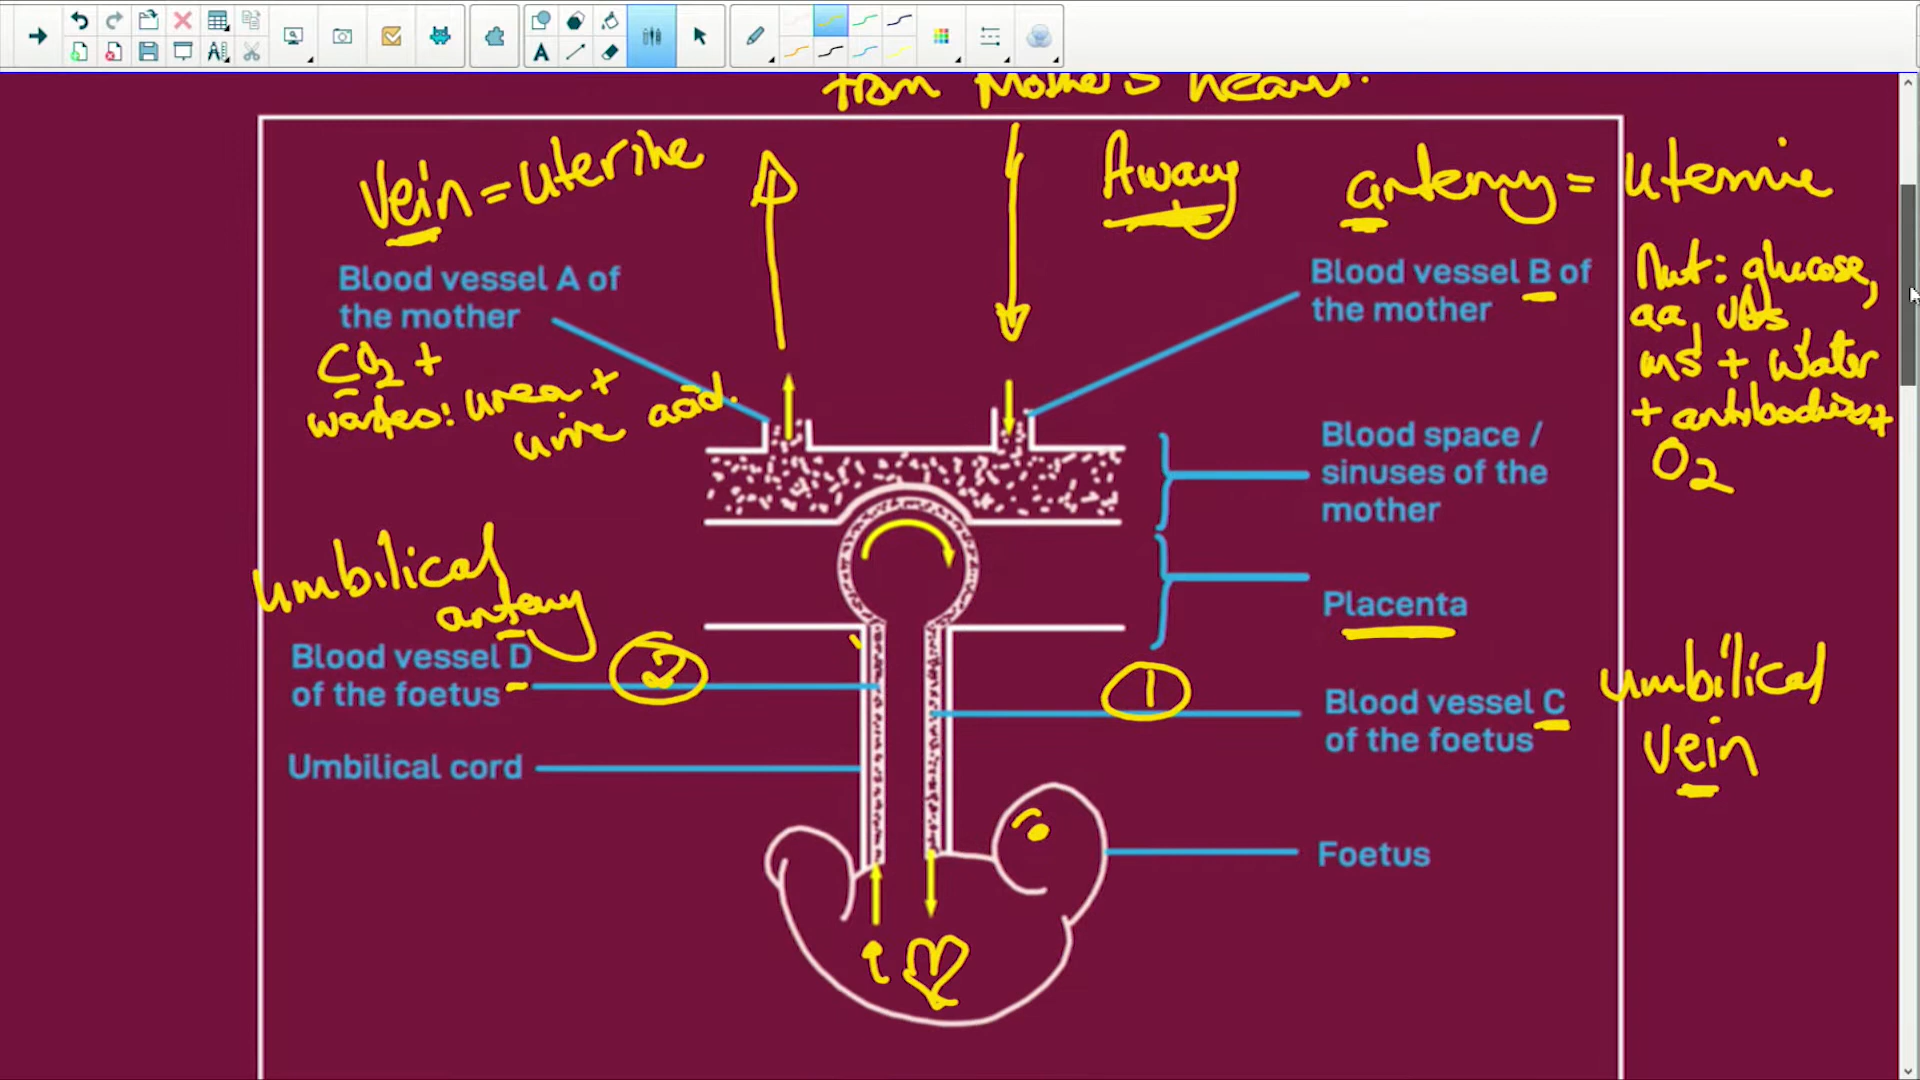 from Mother's heart.
Vein = uterine
Away
artery = uterine
Blood vessel A of
the mother
Blood vessel B of
the mother
Nut: glucose,
aa, vits
ms + water
+ antibodies +
O2
CO2 +
wastes: urea +
uric acid.
Blood space /
sinuses of the
mother
umbilical
artery
Placenta
Blood vessel D
of the foetus
2
1
Blood vessel C
of the foetus
umbilical
vein
Umbilical cord
Foetus